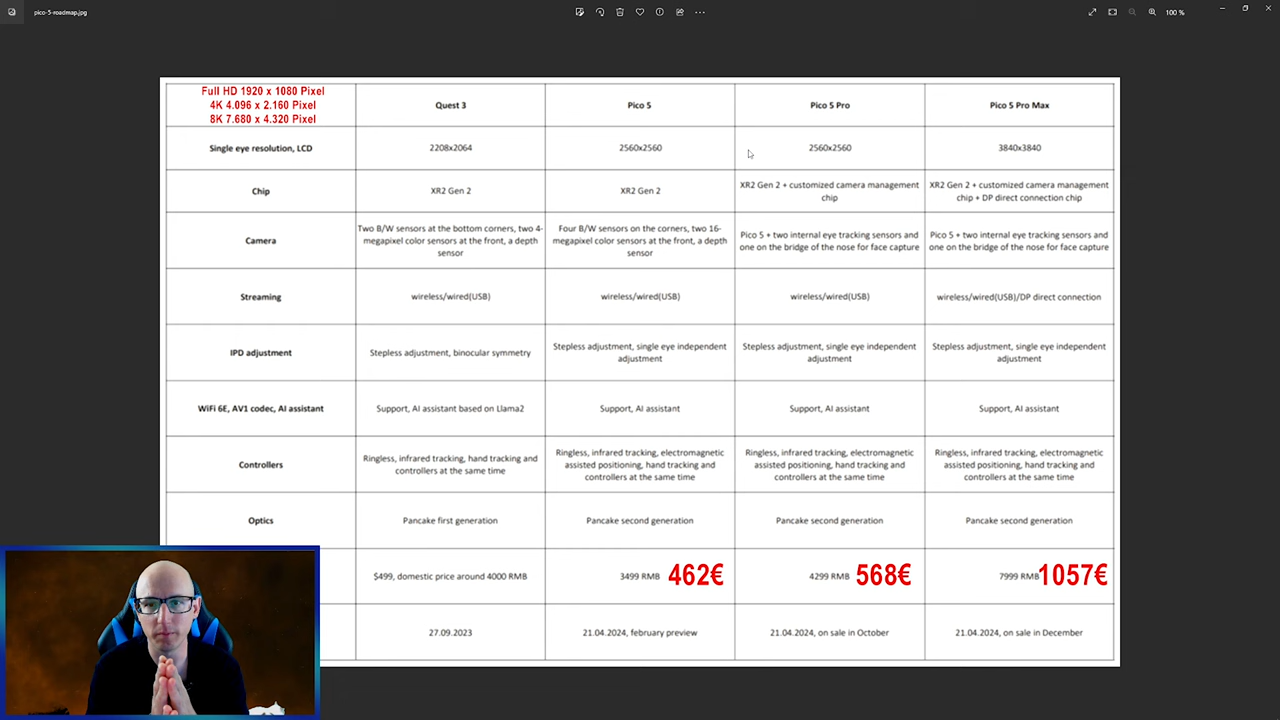 pico-5-roadmap.jpg
100 %
Full HD 1920 x 1080 Pixel
4K 4.096 x 2.160 Pixel
8K 7.680 x 4.320 Pixel
Quest 3
Pico 5
Pico 5 Pro
Pico 5 Pro Max
Single eye resolution, LCD
2208x2064
2560x2560
2560x2560
3840x3840
Chip
XR2 Gen 2
XR2 Gen 2
XR2 Gen 2 + customized camera management
chip
XR2 Gen 2 + customized camera management
chip + DP direct connection chip
Camera
Two B/W sensors at the bottom corners, two 4-
megapixel color sensors at the front, a depth
sensor
Four B/W sensors on the corners, two 16-
megapixel color sensors at the front, a depth
sensor
Pico 5 + two internal eye tracking sensors and
one on the bridge of the nose for face capture
Pico 5 + two internal eye tracking sensors and
one on the bridge of the nose for face capture
Streaming
wireless/wired(USB)
wireless/wired(USB)
wireless/wired(USB)
wireless/wired(USB)/DP direct connection
IPD adjustment
Stepless adjustment, binocular symmetry
Stepless adjustment, single eye independent
adjustment
Stepless adjustment, single eye independent
adjustment
Stepless adjustment, single eye independent
adjustment
WiFi 6E, AV1 codec, AI assistant
Support, AI assistant based on Llama2
Support, AI assistant
Support, AI assistant
Support, AI assistant
Controllers
Ringless, infrared tracking, hand tracking and
controllers at the same time
Ringless, infrared tracking, electromagnetic
assisted positioning, hand tracking and
controllers at the same time
Ringless, infrared tracking, electromagnetic
assisted positioning, hand tracking and
controllers at the same time
Ringless, infrared tracking, electromagnetic
assisted positioning, hand tracking and
controllers at the same time
Optics
Pancake first generation
Pancake second generation
Pancake second generation
Pancake second generation
$499, domestic price around 4000 RMB
3499 RMB 462€
4299 RMB 568€
7999 RMB 1057€
27.09.2023
21.04.2024, february preview
21.04.2024, on sale in October
21.04.2024, on sale in December